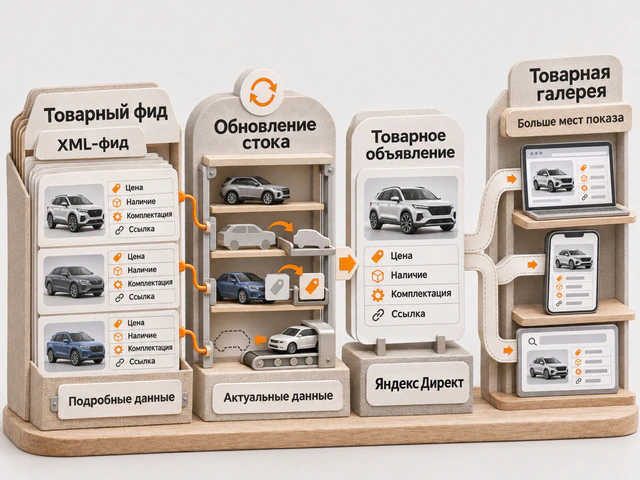 Товарный фид
XML-фид
Цена
Наличие
Комплектация
Ссылка
Цена
Наличие
Комплектация
Ссылка
Цена
Наличие
Комплектация
Ссылка
Подробные данные
Обновление
стока
Актуальные данные
Товарное
объявление
Цена
Наличие
Комплектация
Ссылка
Яндекс Директ
Товарная
галерея
Больше мест показа